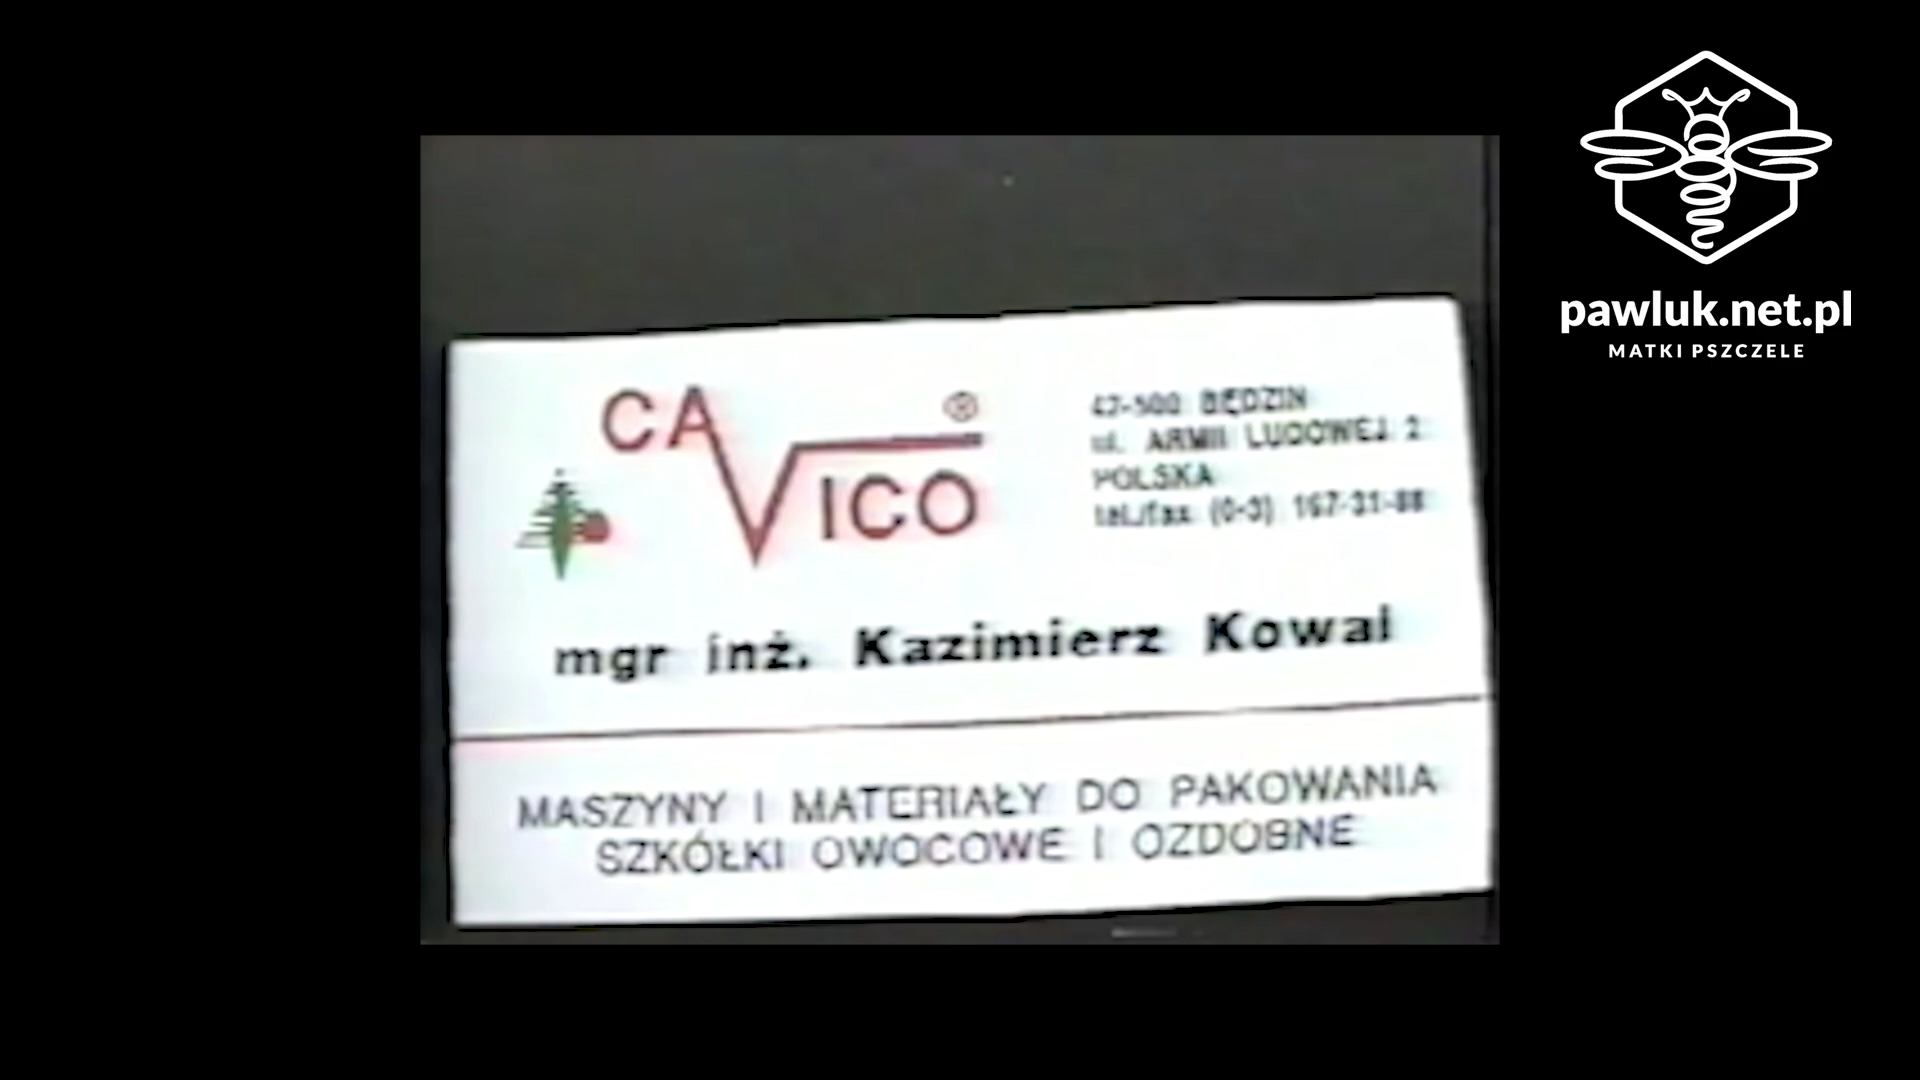 CA VICO ®
42-500 BĘDZIN
ul. ARMII LUDOWEJ 2
POLSKA
tel./fax (0-3) 167-31-88
mgr inż. Kazimierz Kowal
MASZYNY I MATERIAŁY DO PAKOWANIA
SZKÓŁKI OWOCOWE I OZDOBNE
pawluk.net.pl
MATKI PSZCZELE